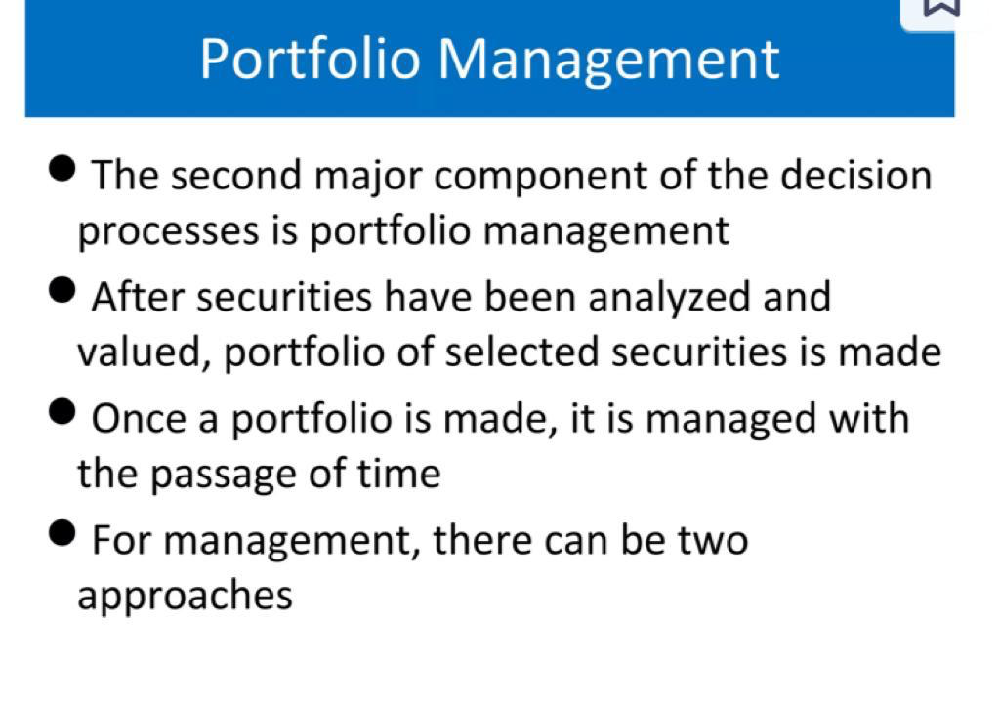 Portfolio Management
● The second major component of the decision
processes is portfolio management
● After securities have been analyzed and
valued, portfolio of selected securities is made
● Once a portfolio is made, it is managed with
the passage of time
● For management, there can be two
approaches